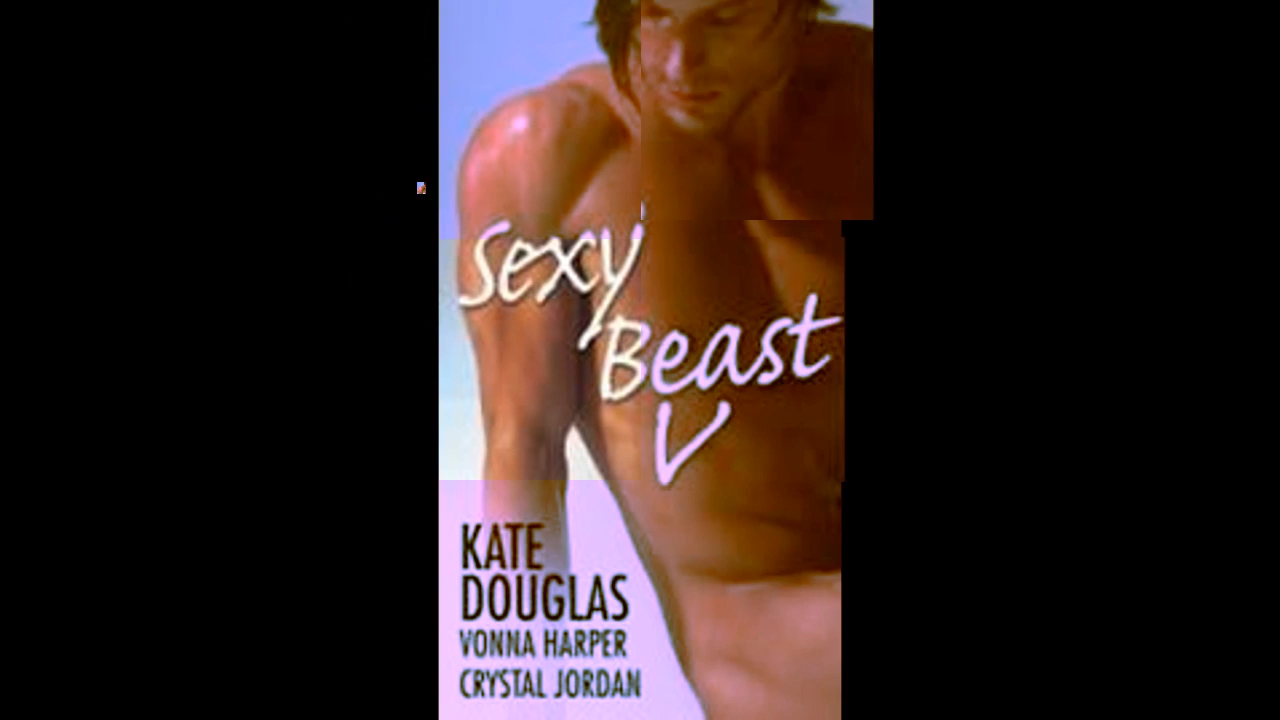 Sexy
Beast
V
KATE
DOUGLAS
VONNA HARPER
CRYSTAL JORDAN